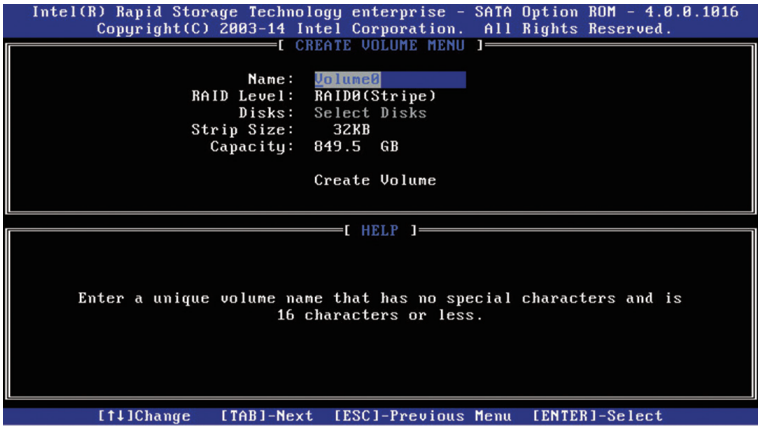 Intel(R) Rapid Storage Technology enterprise - SATA Option ROM - 4.0.0.1016
Copyright(C) 2003-14 Intel Corporation. All Rights Reserved.
[ CREATE VOLUME MENU ]
Name: Volume0
RAID Level: RAID0(Stripe)
Disks: Select Disks
Strip Size: 32KB
Capacity: 849.5 GB
Create Volume
[ HELP ]
Enter a unique volume name that has no special characters and is
16 characters or less.
[↑↓]Change [TAB]-Next [ESC]-Previous Menu [ENTER]-Select